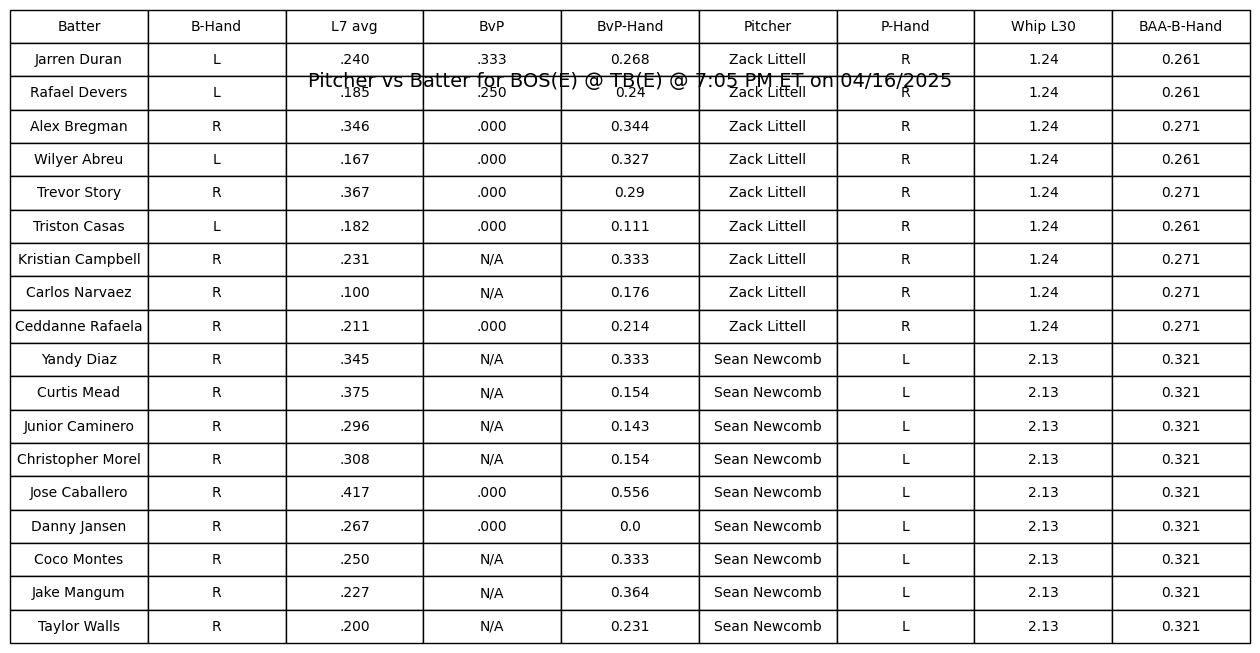 Batter B-Hand L7 avg BvP BvP-Hand Pitcher P-Hand Whip L30 BAA-B-Hand
Jarren Duran L .240 .333 0.268 Zack Littell R 1.24 0.261
Pitcher vs Batter for BOS(E) @ TB(E) @ 7:05 PM ET on 04/16/2025
Rafael Devers L .185 .250 0.24 Zack Littell R 1.24 0.261
Alex Bregman R .346 .000 0.344 Zack Littell R 1.24 0.271
Wilyer Abreu L .167 .000 0.327 Zack Littell R 1.24 0.261
Trevor Story R .367 .000 0.29 Zack Littell R 1.24 0.271
Triston Casas L .182 .000 0.111 Zack Littell R 1.24 0.261
Kristian Campbell R .231 N/A 0.333 Zack Littell R 1.24 0.271
Carlos Narvaez R .100 N/A 0.176 Zack Littell R 1.24 0.271
Ceddanne Rafaela R .211 .000 0.214 Zack Littell R 1.24 0.271
Yandy Diaz R .345 N/A 0.333 Sean Newcomb L 2.13 0.321
Curtis Mead R .375 N/A 0.154 Sean Newcomb L 2.13 0.321
Junior Caminero R .296 N/A 0.143 Sean Newcomb L 2.13 0.321
Christopher Morel R .308 N/A 0.154 Sean Newcomb L 2.13 0.321
Jose Caballero R .417 .000 0.556 Sean Newcomb L 2.13 0.321
Danny Jansen R .267 .000 0.0 Sean Newcomb L 2.13 0.321
Coco Montes R .250 N/A 0.333 Sean Newcomb L 2.13 0.321
Jake Mangum R .227 N/A 0.364 Sean Newcomb L 2.13 0.321
Taylor Walls R .200 N/A 0.231 Sean Newcomb L 2.13 0.321